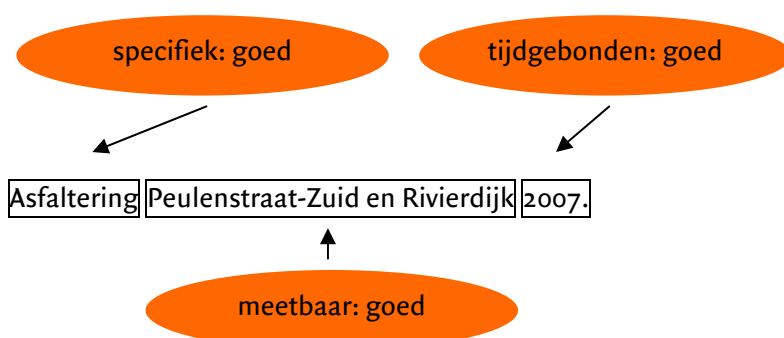 specifiek: goed
tijdgebonden: goed
Asfaltering Peulenstraat-Zuid en Rivierdijk 2007.
meetbaar: goed